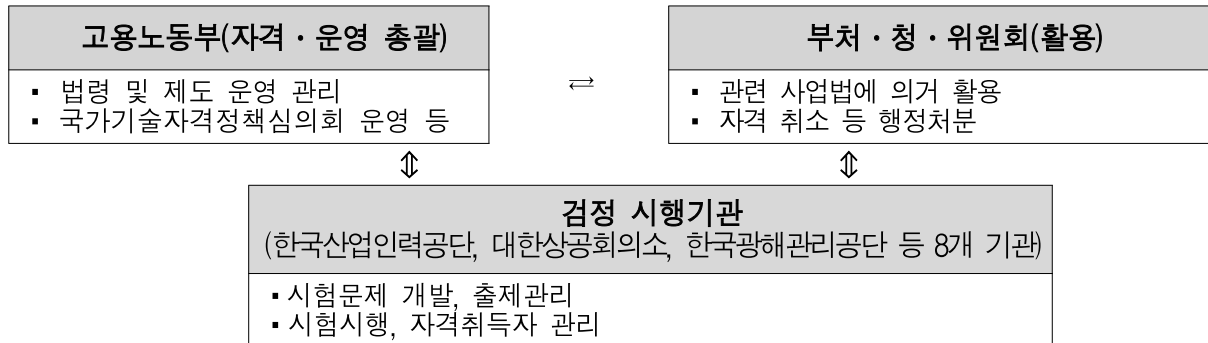 고용노동부(자격・운영 총괄)
▪ 법령 및 제도 운영 관리
▪ 국가기술자격정책심의회 운영 등
⇄
부처・청・위원회(활용)
▪ 관련 사업법에 의거 활용
▪ 자격 취소 등 행정처분
⇕ ⇕
검정 시행기관
(한국산업인력공단, 대한상공회의소, 한국광해관리공단 등 8개 기관)
▪ 시험문제 개발, 출제관리
▪ 시험시행, 자격취득자 관리